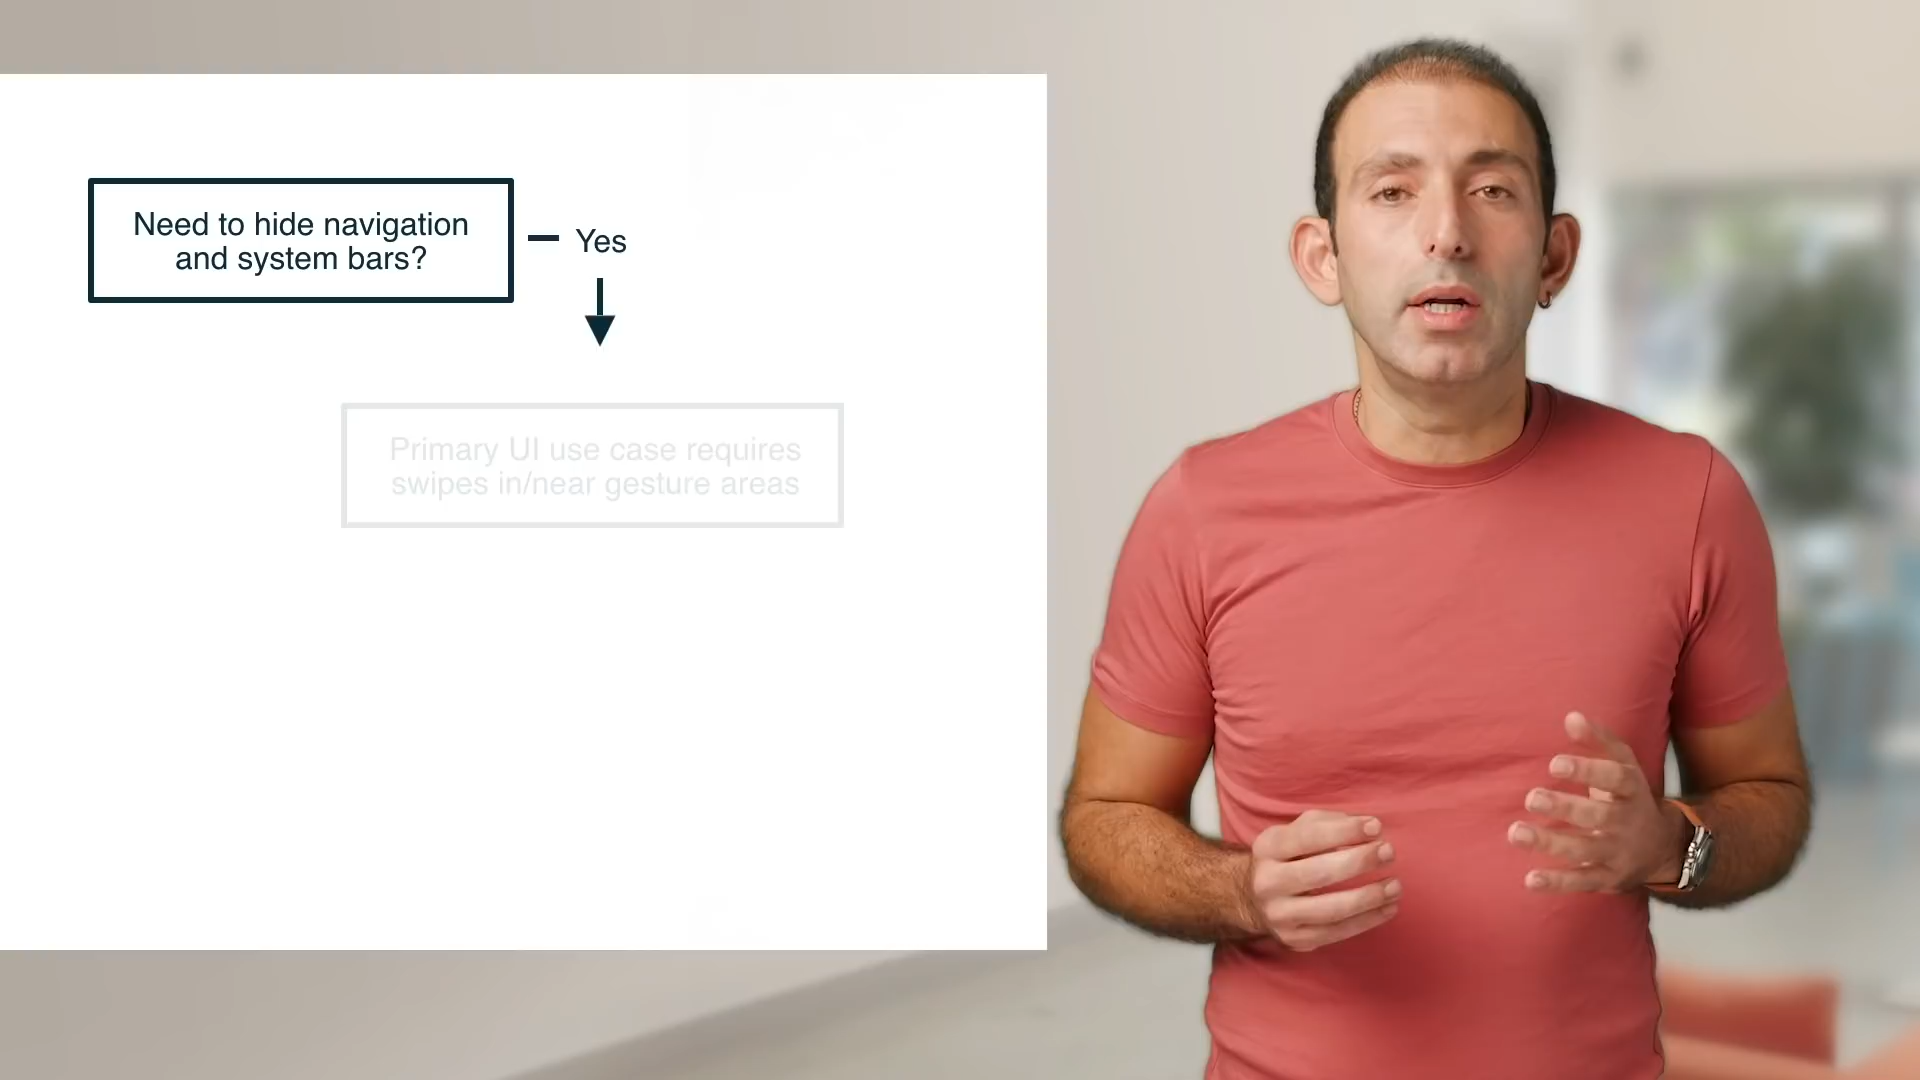 Need to hide navigation
and system bars?
Yes
Primary UI use case requires
swipes in/near gesture areas